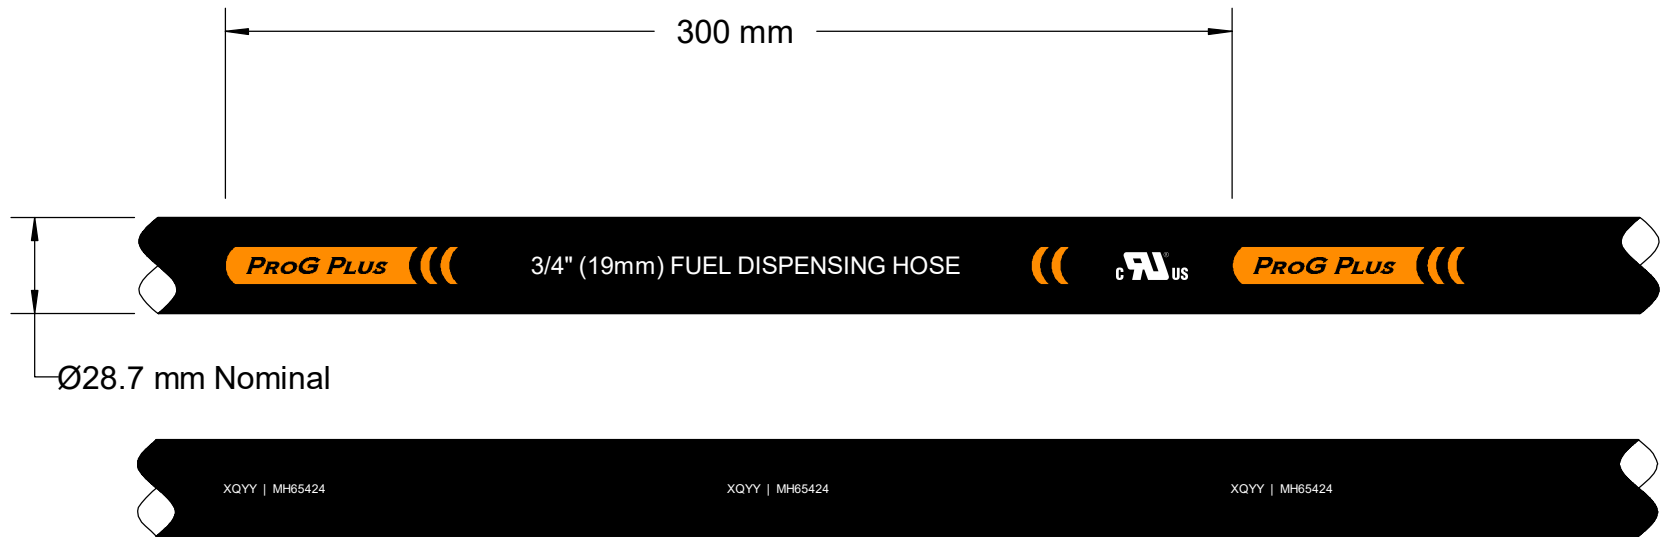 300 mm
PROG PLUS 3/4" (19mm) FUEL DISPENSING HOSE C RU® US PROG PLUS
Ø28.7 mm Nominal
XQYY | MH65424 XQYY | MH65424 XQYY | MH65424